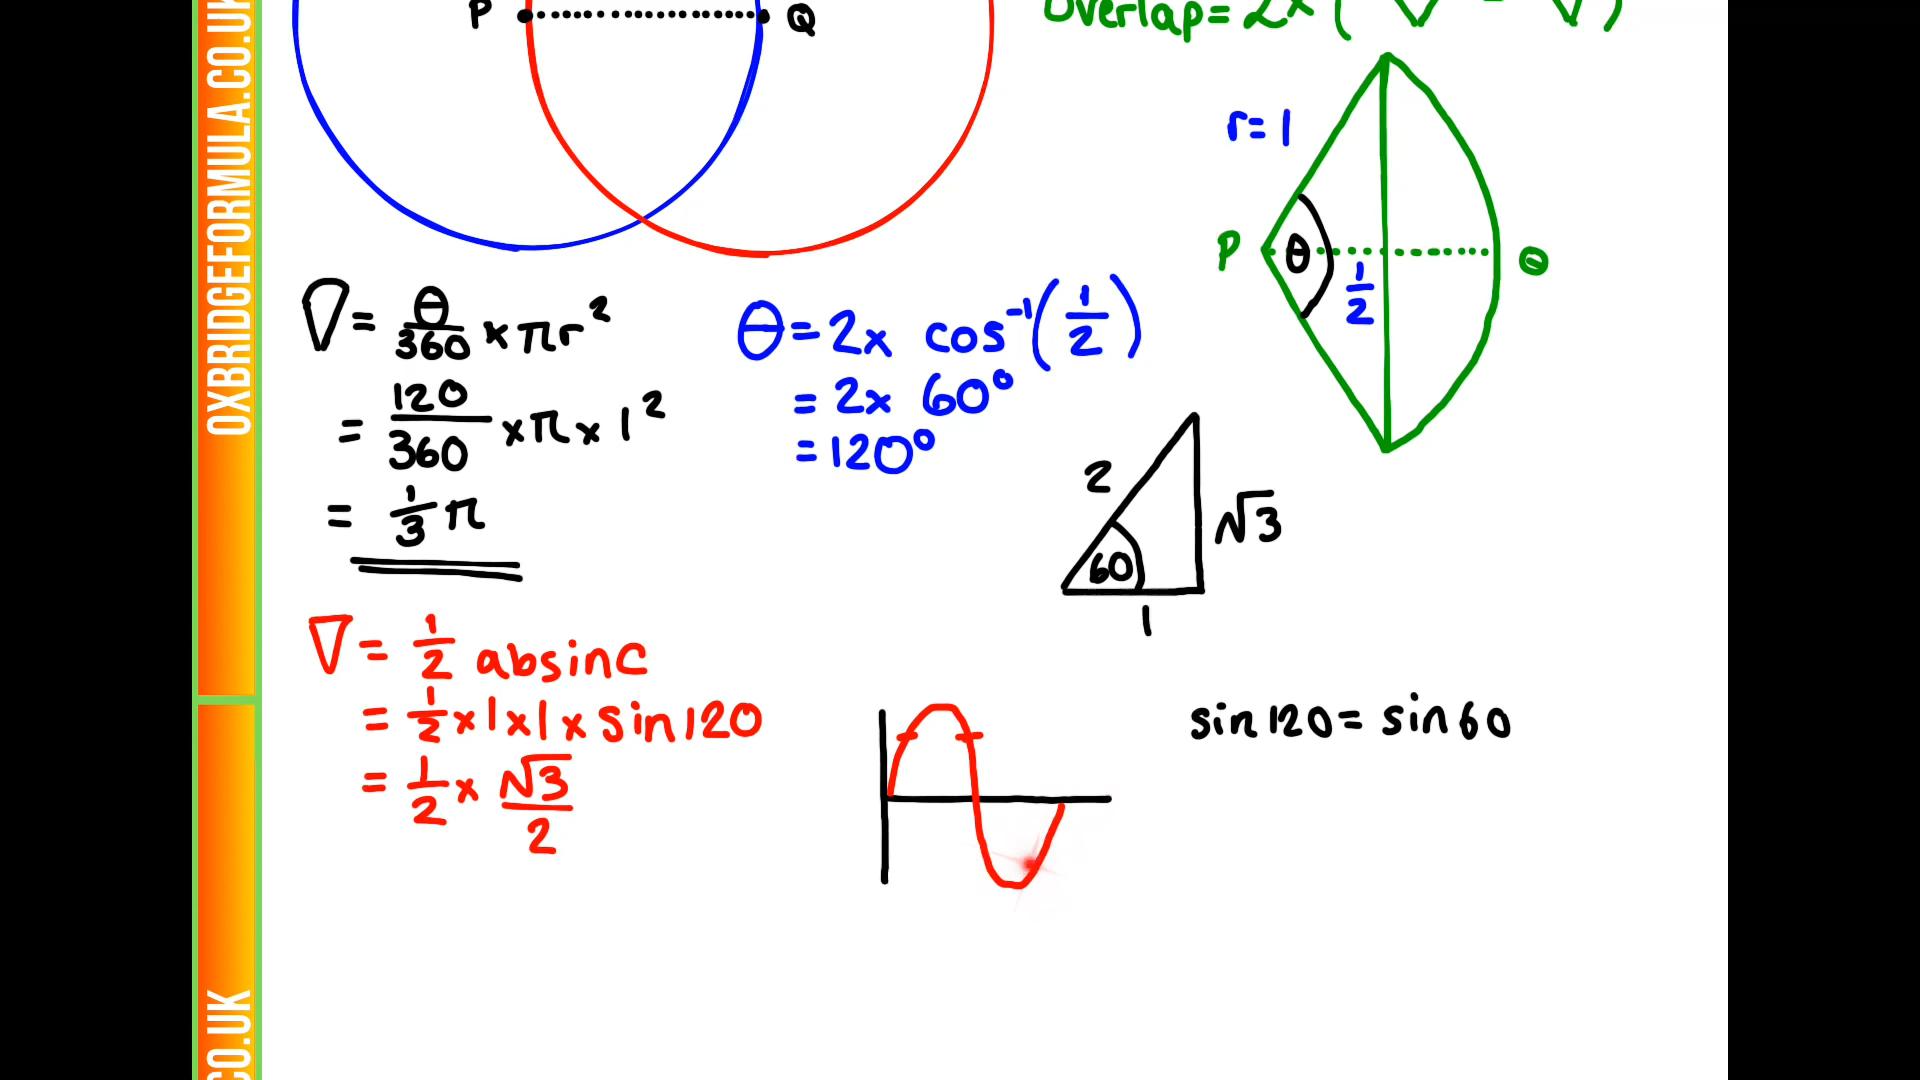 OXBRIDGEFORMULA.CO.UK
CO.UK
P Q
Overlap = 2x ( - )
r = 1
P θ 1/2 Q
= θ/360 × πr²
= 120/360 × π × 1²
= 1/3 π
θ = 2x cos⁻¹(1/2)
= 2x 60°
= 120°
2 √3
60
1
= 1/2 absinC
= 1/2 × 1 × 1 × sin120
= 1/2 × √3/2
sin120 = sin60